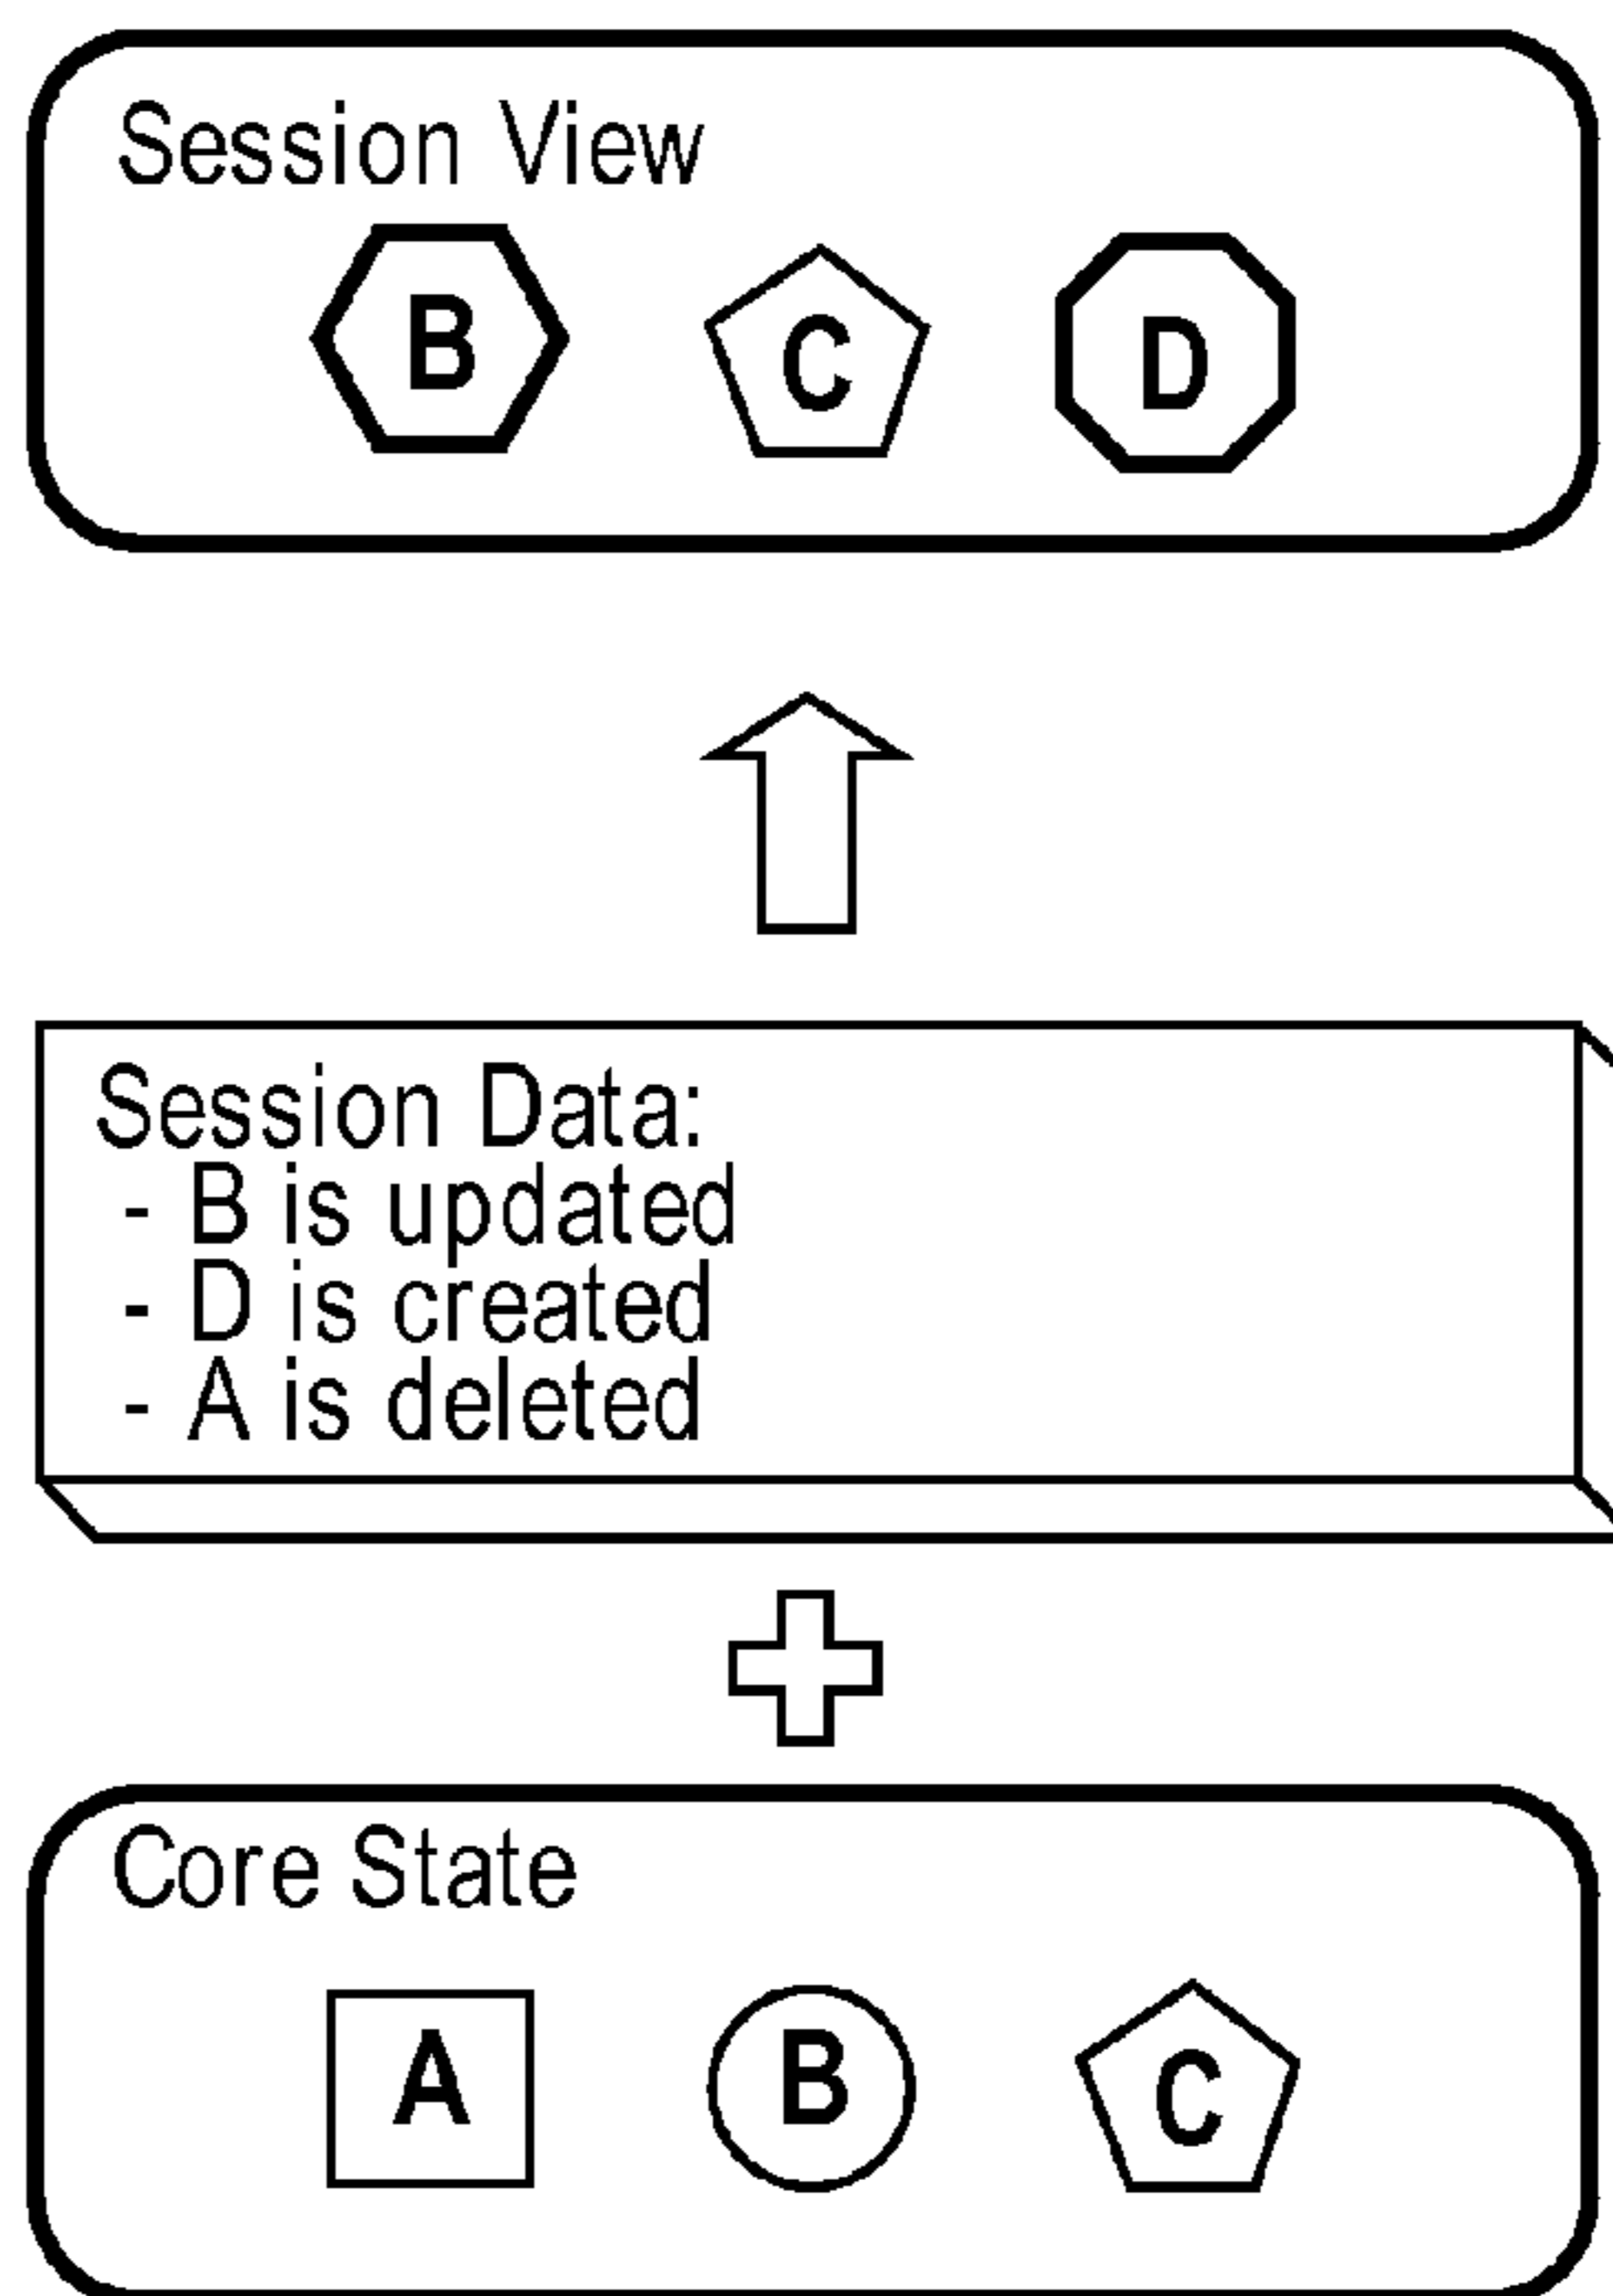 Session View
B C D
Session Data:
- B is updated
- D is created
- A is deleted
Core State
A B C